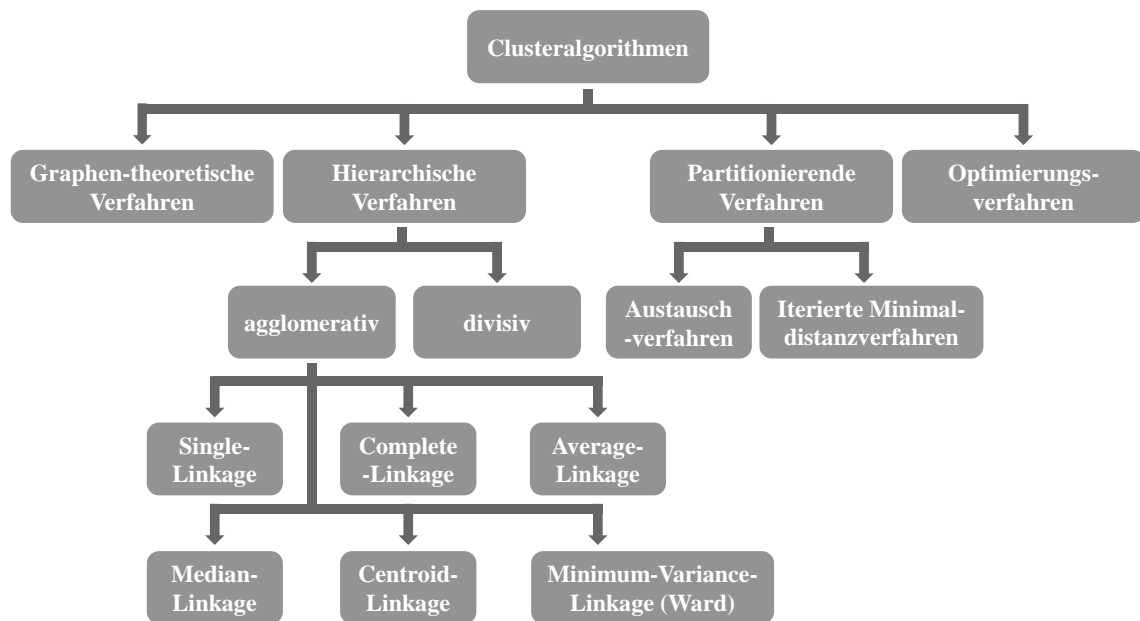 Clusteralgorithmen
Graphen-theoretische
Verfahren
Hierarchische
Verfahren
Partitionierende
Verfahren
Optimierungs-
verfahren
agglomerativ
divisiv
Austausch
-verfahren
Iterierte Minimal-
distanzverfahren
Single-
Linkage
Complete
-Linkage
Average-
Linkage
Median-
Linkage
Centroid-
Linkage
Minimum-Variance-
Linkage (Ward)